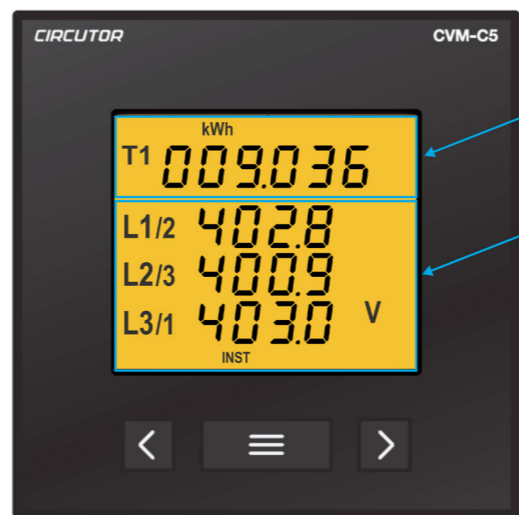 CIRCUTOR CVM-C5
kWh
T1 009.036
L1/2 402.8
L2/3 400.9
L3/1 403.0 V
INST